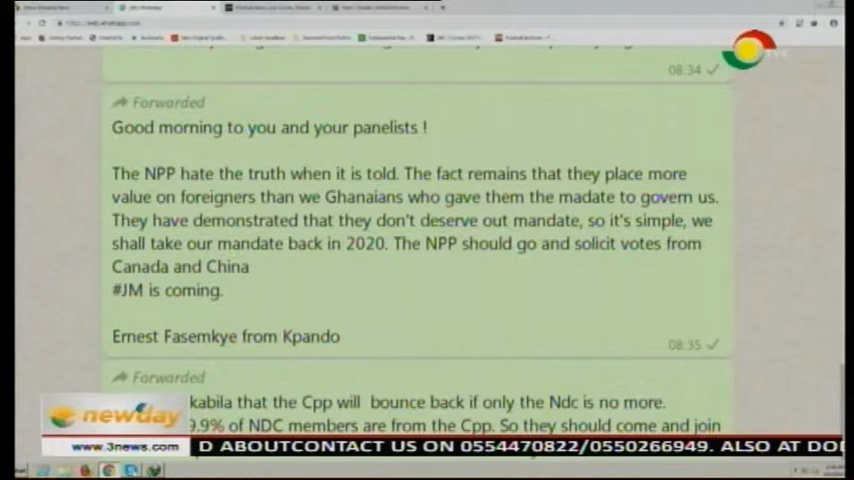 08:34
Forwarded
Good morning to you and your panelists !
The NPP hate the truth when it is told. The fact remains that they place more
value on foreigners than we Ghanaians who gave them the madate to govern us.
They have demonstrated that they don't deserve out mandate, so it's simple, we
shall take our mandate back in 2020. The NPP should go and solicit votes from
Canada and China
#JM is coming.
Ernest Fasemkye from Kpando
08:35
Forwarded
kabila that the Cpp will bounce back if only the Ndc is no more.
9.9% of NDC members are from the Cpp. So they should come and join
newday
www.3news.com
D ABOUTCONTACT US ON 0554470822/0550266949. ALSO AT DO